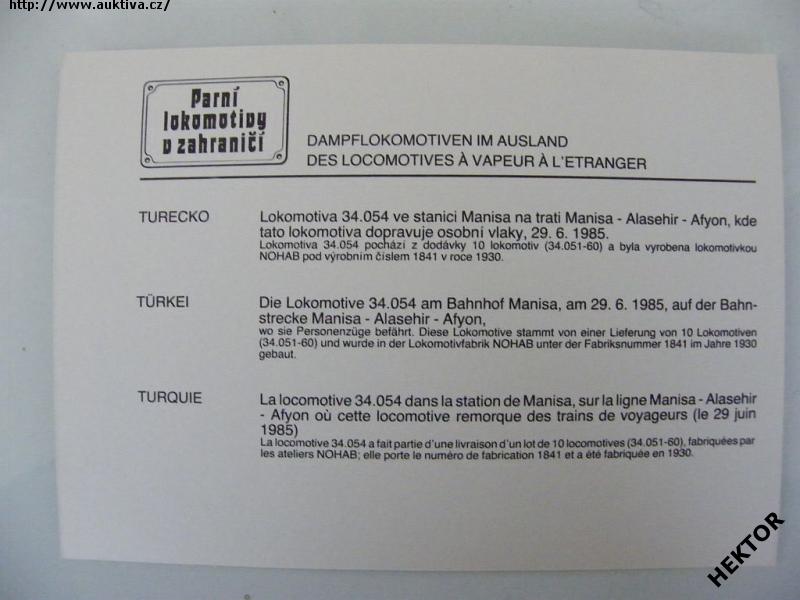 http://www.auktiva.cz/
Parní
lokomotivy
v zahraničí
DAMPFLOKOMOTIVEN IM AUSLAND
DES LOCOMOTIVES À VAPEUR À L'ETRANGER
TURECKO
Lokomotiva 34.054 ve stanici Manisa na trati Manisa - Alasehir - Afyon, kde
tato lokomotiva dopravuje osobní vlaky, 29. 6. 1985.
Lokomotiva 34.054 pochází z dodávky 10 lokomotiv (34.051-60) a byla vyrobena lokomotivkou
NOHAB pod výrobním číslem 1841 v roce 1930.
TÜRKEI
Die Lokomotive 34.054 am Bahnhof Manisa, am 29. 6. 1985, auf der Bahn-
strecke Manisa - Alasehir - Afyon,
wo sie Personenzüge befährt. Diese Lokomotive stammt von einer Lieferung von 10 Lokomotiven
(34.051-60) und wurde in der Lokomotivfabrik NOHAB unter der Fabriksnummer 1841 im Jahre 1930
gebaut.
TURQUIE
La locomotive 34.054 dans la station de Manisa, sur la ligne Manisa - Alasehir
- Afyon où cette locomotive remorque des trains de voyageurs (le 29 juin
1985)
La locomotive 34.054 a fait partie d'une livraison d'un lot de 10 locomotives (34.051-60), fabriquées par
les ateliers NOHAB; elle porte le numéro de fabrication 1841 et a été fabriquée en 1930.
HEKTOR